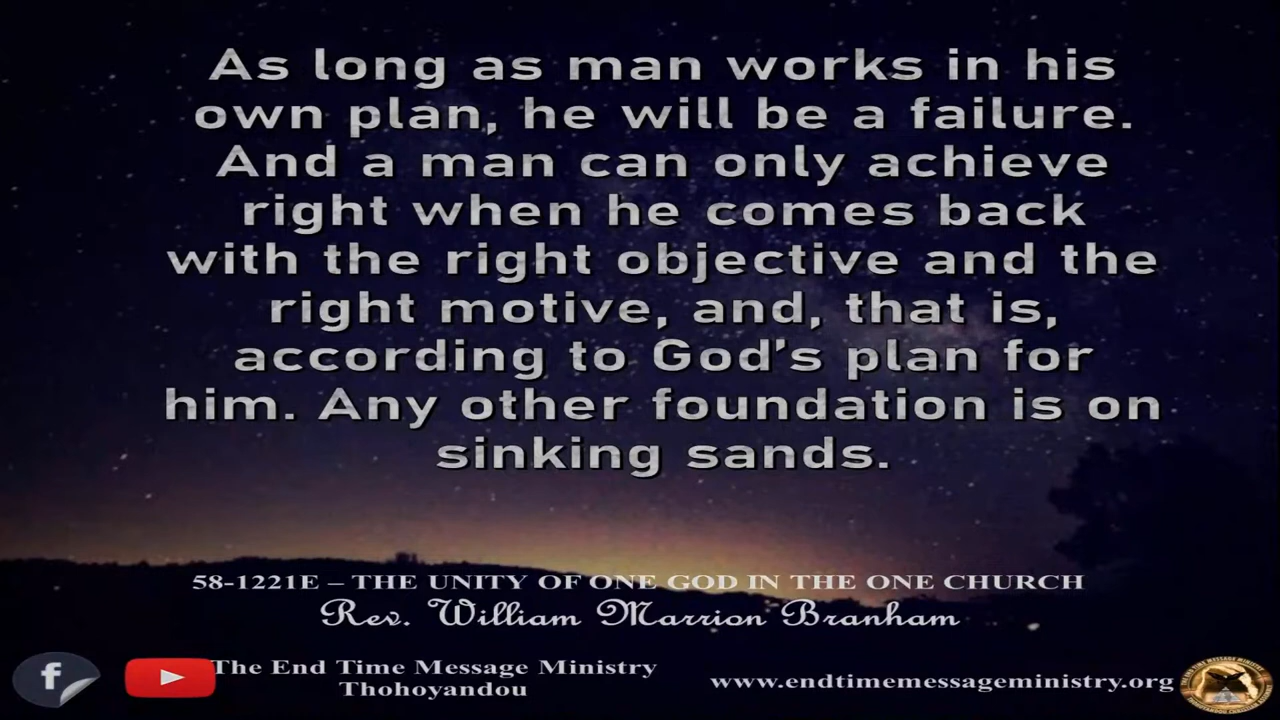 As long as man works in his
own plan, he will be a failure.
And a man can only achieve
right when he comes back
with the right objective and the
right motive, and, that is,
according to God's plan for
him. Any other foundation is on
sinking sands.
58-1221E – THE UNITY OF ONE GOD IN THE ONE CHURCH
Rev. William Marrion Branham
f
The End Time Message Ministry
Thohoyandou
www.endtimemessageministry.org